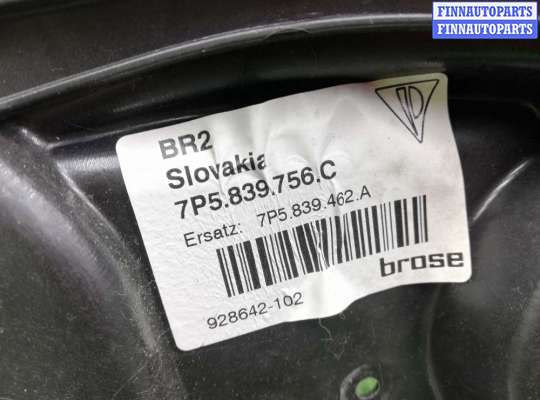 FINNAUTOPARTS
FINNAUTOPARTS
BR2
Slovakia
7P5.839.756.C
Ersatz: 7P5.839.462.A
brose
928642-102